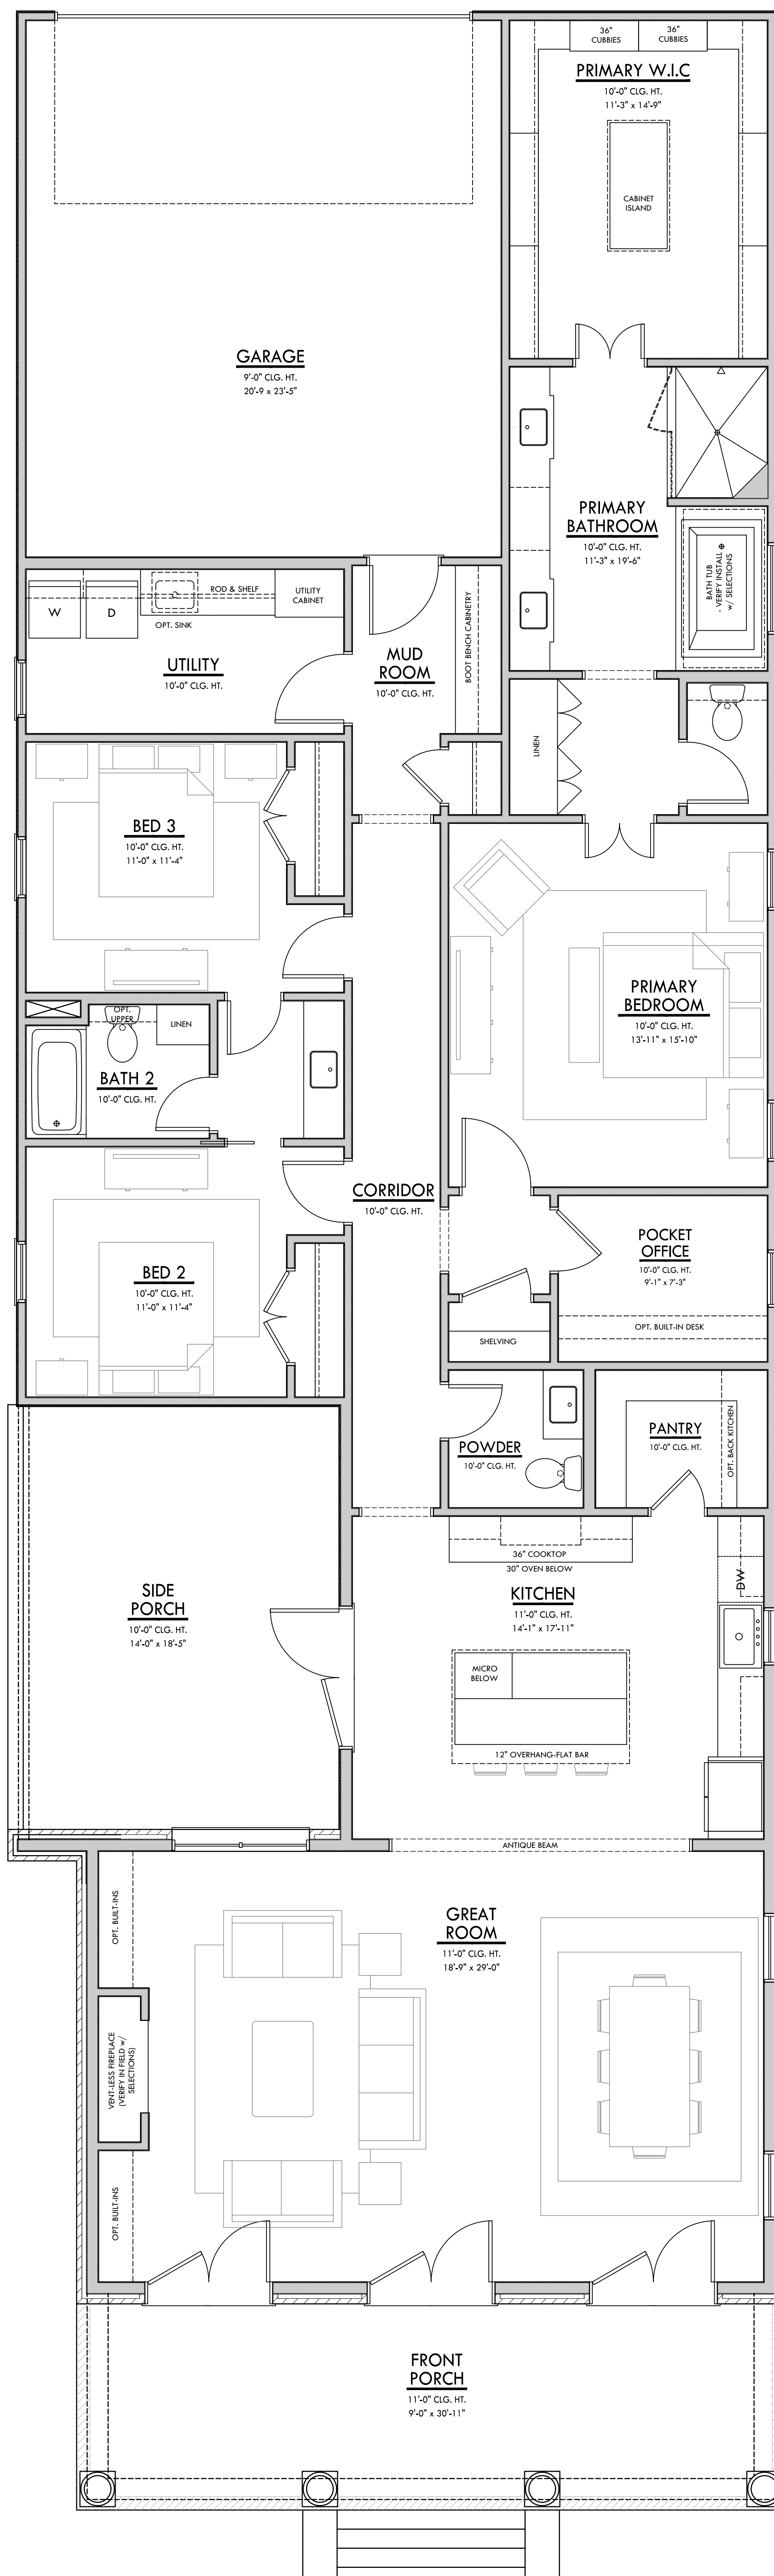 36"
CUBBIES
36"
CUBBIES
PRIMARY W.I.C
10'-0" CLG. HT.
11'-3" x 14'-9"
CABINET
ISLAND
GARAGE
9'-0" CLG. HT.
20'-9 x 23'-5"
PRIMARY
BATHROOM
10'-0" CLG. HT.
11'-3" x 19'-6"
BATH TUB
- VERIFY INSTALL
w/ SELECTIONS
W
D
OPT. SINK
ROD & SHELF
UTILITY
CABINET
UTILITY
10'-0" CLG. HT.
MUD
ROOM
10'-0" CLG. HT.
BOOT BENCH CABINETRY
LINEN
BED 3
10'-0" CLG. HT.
11'-0" x 11'-4"
PRIMARY
BEDROOM
10'-0" CLG. HT.
13'-11" x 15'-10"
OPT.
UPPER
LINEN
BATH 2
10'-0" CLG. HT.
CORRIDOR
10'-0" CLG. HT.
BED 2
10'-0" CLG. HT.
11'-0" x 11'-4"
POCKET
OFFICE
10'-0" CLG. HT.
9'-1" x 7'-3"
OPT. BUILT-IN DESK
SHELVING
POWDER
10'-0" CLG. HT.
PANTRY
10'-0" CLG. HT.
OPT. BACK KITCHEN
36" COOKTOP
30" OVEN BELOW
KITCHEN
11'-0" CLG. HT.
14'-1" x 17'-11"
DW
MICRO
BELOW
12" OVERHANG-FLAT BAR
SIDE
PORCH
10'-0" CLG. HT.
14'-0" x 18'-5"
ANTIQUE BEAM
OPT. BUILT-INS
GREAT
ROOM
11'-0" CLG. HT.
18'-9" x 29'-0"
VENT-LESS FIREPLACE
(VERIFY IN FIELD w/
SELECTIONS)
OPT. BUILT-INS
FRONT
PORCH
11'-0" CLG. HT.
9'-0" x 30'-11"